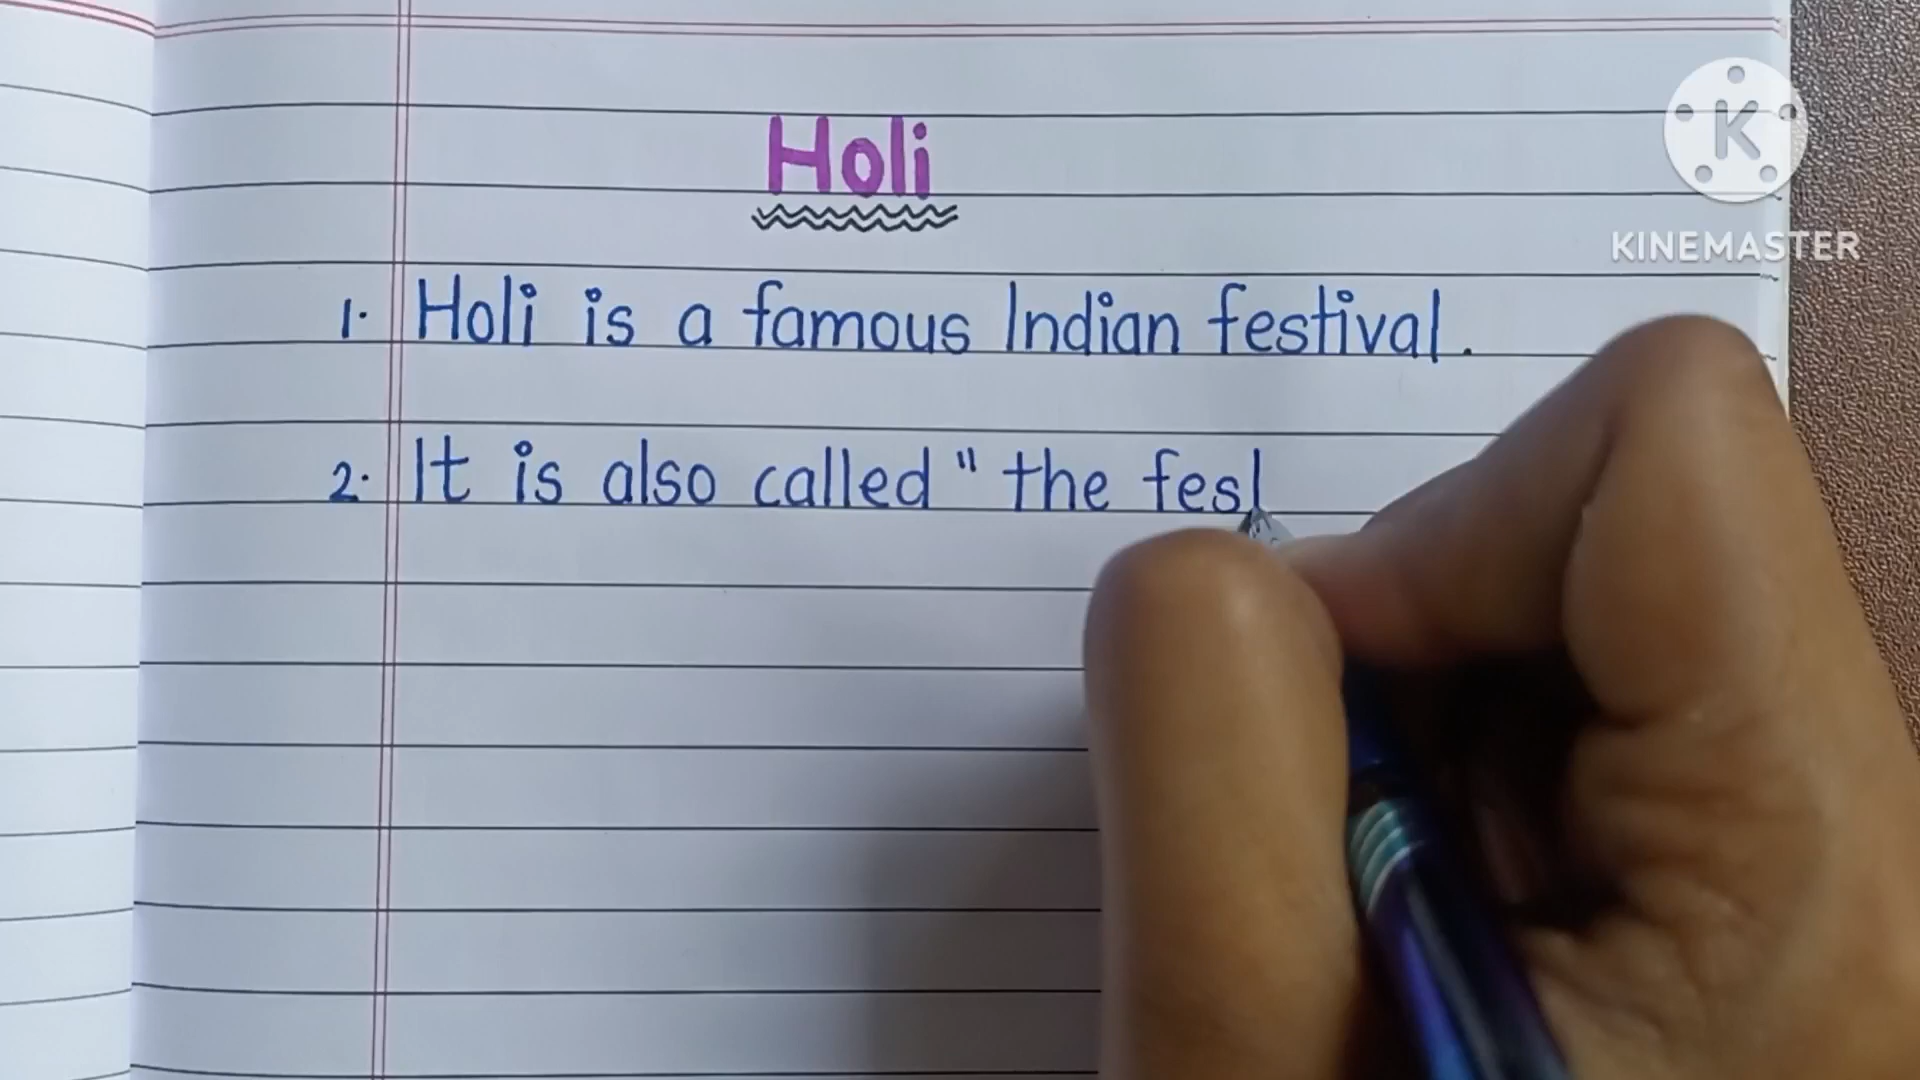 Holi
1. Holi is a famous Indian festival.
2. It is also called " the fes
K
KINEMASTER